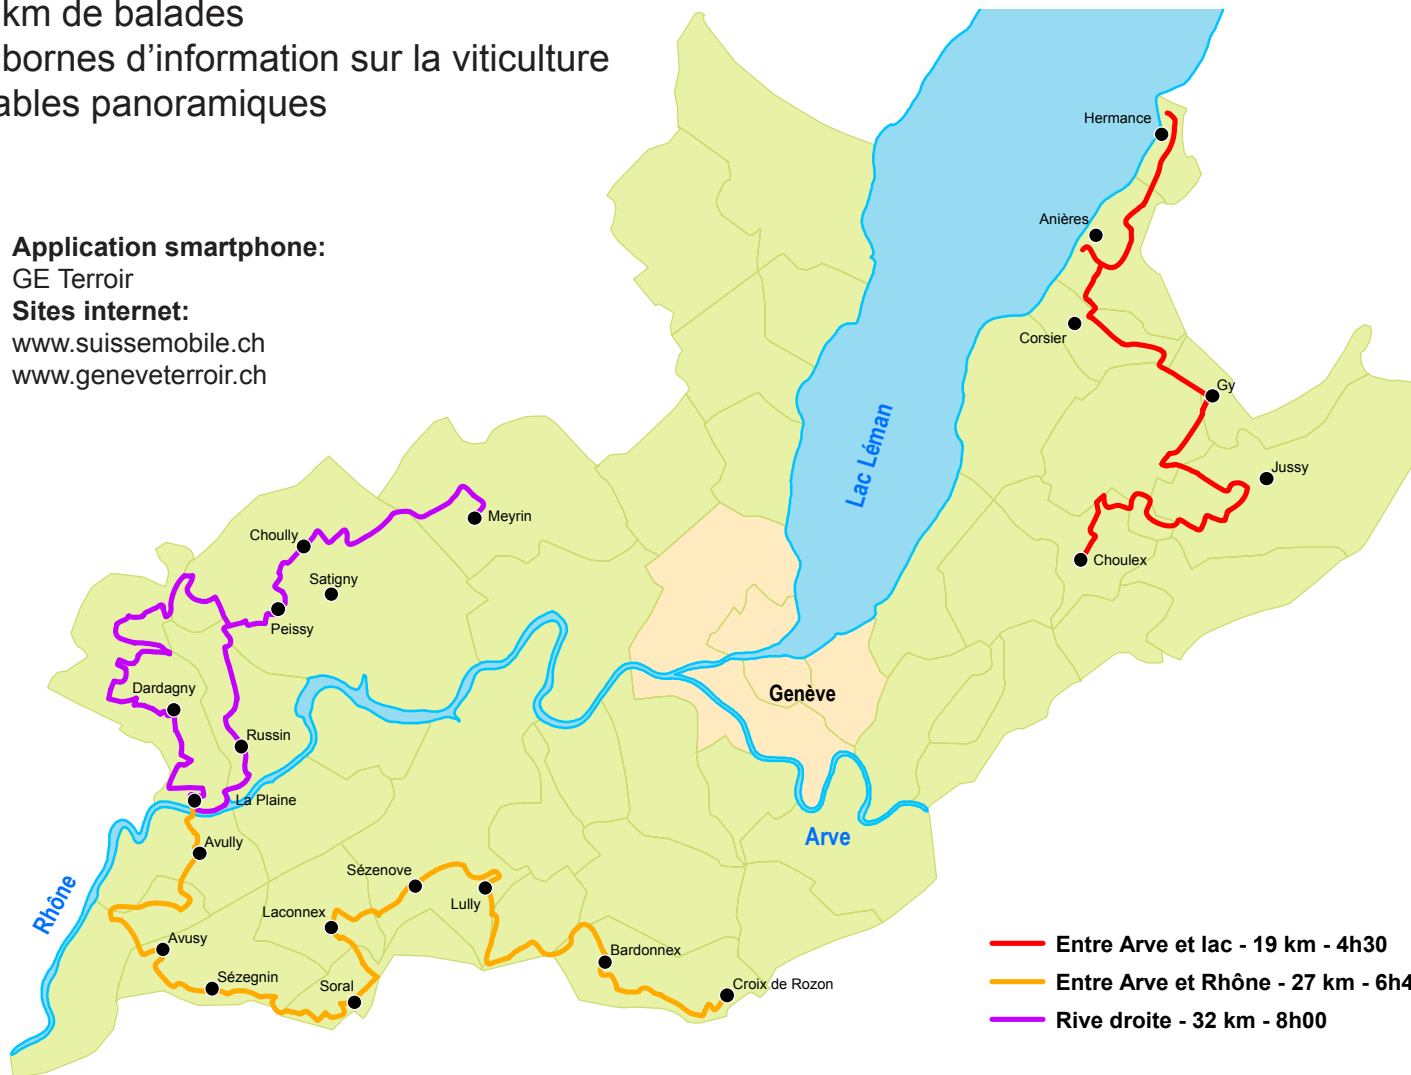 km de balades
bornes d'information sur la viticulture
ables panoramiques
Application smartphone:
GE Terroir
Sites internet:
www.suissemobile.ch
www.geneveterroir.ch
Hermance
Anières
Corsier
Gy
Jussy
Choulex
Lac Léman
Meyrin
Choully
Satigny
Peissy
Dardagny
Russin
La Plaine
Genève
Arve
Rhône
Avully
Sézenove
Lully
Laconnex
Avusy
Sézegnin
Soral
Bardonnex
Croix de Rozon
Entre Arve et lac - 19 km - 4h30
Entre Arve et Rhône - 27 km - 6h4
Rive droite - 32 km - 8h00